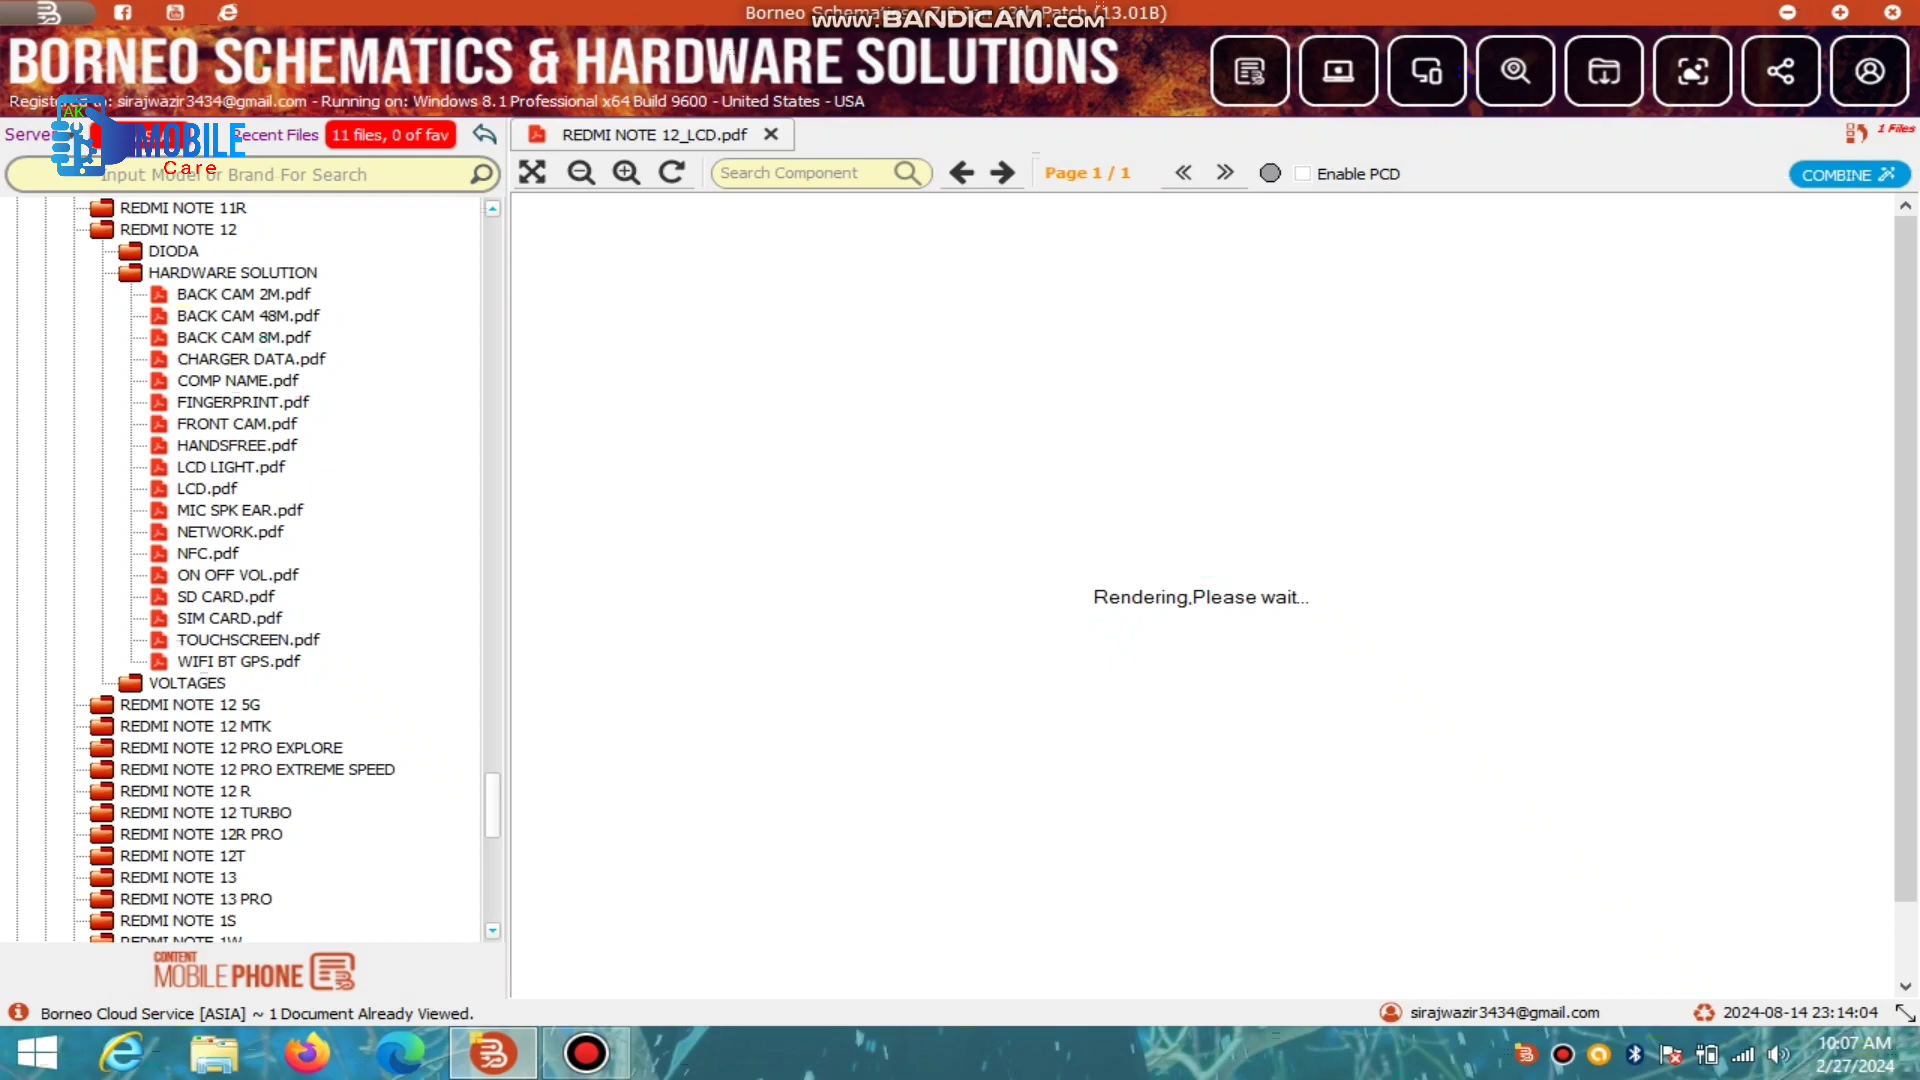 Borneo Schematics
Patch (13.01B)
www.BANDICAM.com
BORNEO SCHEMATICS & HARDWARE SOLUTIONS
sirajwazir3434@gmail.com - Running on: Windows 8.1 Professional x64 Build 9600 - United States - USA
AK
MOBILE
Care
Recent Files
11 files, 0 of fav
REDMI NOTE 12_LCD.pdf
1 Files
Input Model or Brand For Search
Search Component
Page 1 / 1
Enable PCD
COMBINE
REDMI NOTE 11R
REDMI NOTE 12
DIODA
HARDWARE SOLUTION
BACK CAM 2M.pdf
BACK CAM 48M.pdf
BACK CAM 8M.pdf
CHARGER DATA.pdf
COMP NAME.pdf
FINGERPRINT.pdf
FRONT CAM.pdf
HANDSFREE.pdf
LCD LIGHT.pdf
LCD.pdf
MIC SPK EAR.pdf
NETWORK.pdf
NFC.pdf
ON OFF VOL.pdf
SD CARD.pdf
SIM CARD.pdf
TOUCHSCREEN.pdf
WIFI BT GPS.pdf
VOLTAGES
REDMI NOTE 12 5G
REDMI NOTE 12 MTK
REDMI NOTE 12 PRO EXPLORE
REDMI NOTE 12 PRO EXTREME SPEED
REDMI NOTE 12 R
REDMI NOTE 12 TURBO
REDMI NOTE 12R PRO
REDMI NOTE 12T
REDMI NOTE 13
REDMI NOTE 13 PRO
REDMI NOTE 1S
REDMI NOTE 1W
Rendering,Please wait...
CONTENT
MOBILE PHONE
Borneo Cloud Service [ASIA] ~ 1 Document Already Viewed.
sirajwazir3434@gmail.com
2024-08-14 23:14:04
10:07 AM
2/27/2024